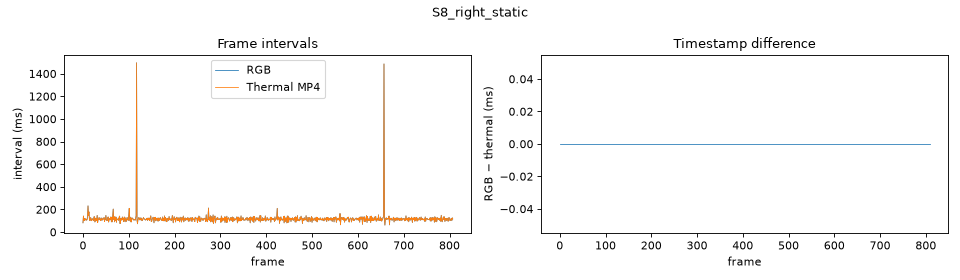 S8_right_static
Frame intervals
RGB
Thermal MP4
interval (ms)
1400
1200
1000
800
600
400
200
0
0 100 200 300 400 500 600 700 800
frame
Timestamp difference
RGB − thermal (ms)
0.04
0.02
0.00
−0.02
−0.04
0 100 200 300 400 500 600 700 800
frame